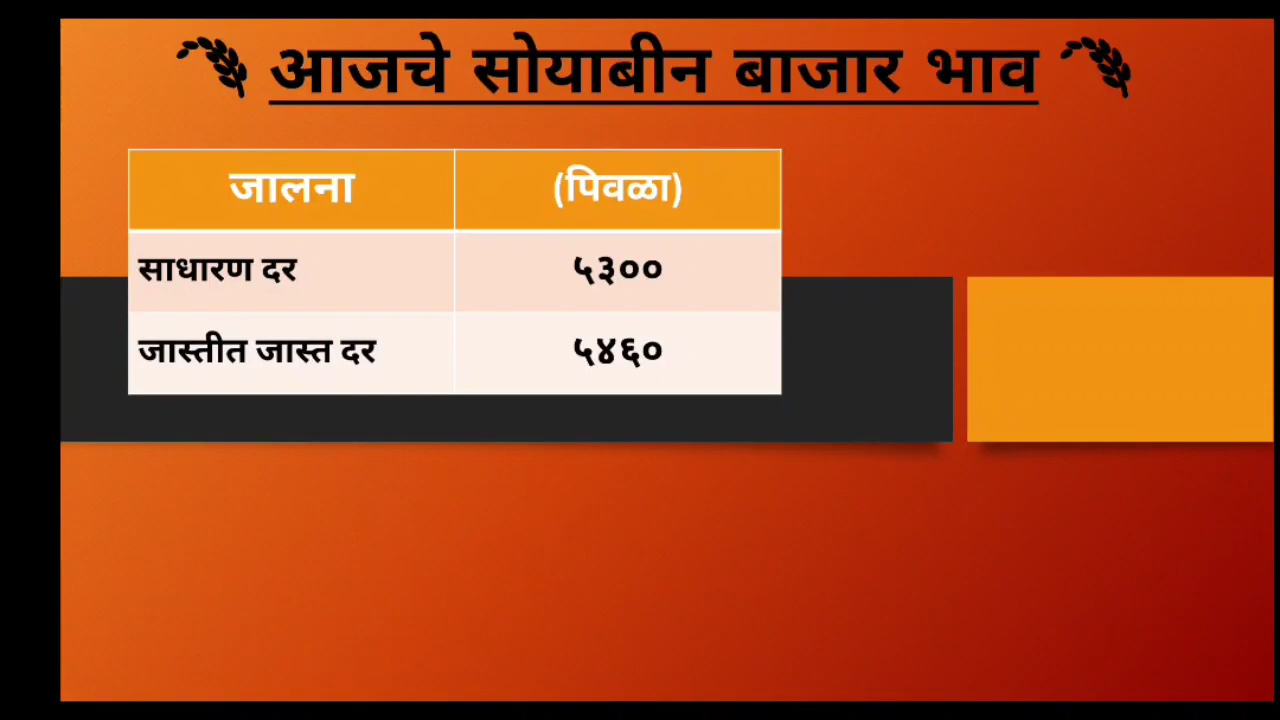 आजचे सोयाबीन बाजार भाव
जालना (पिवळा)
साधारण दर ५३००
जास्तीत जास्त दर ५४६०